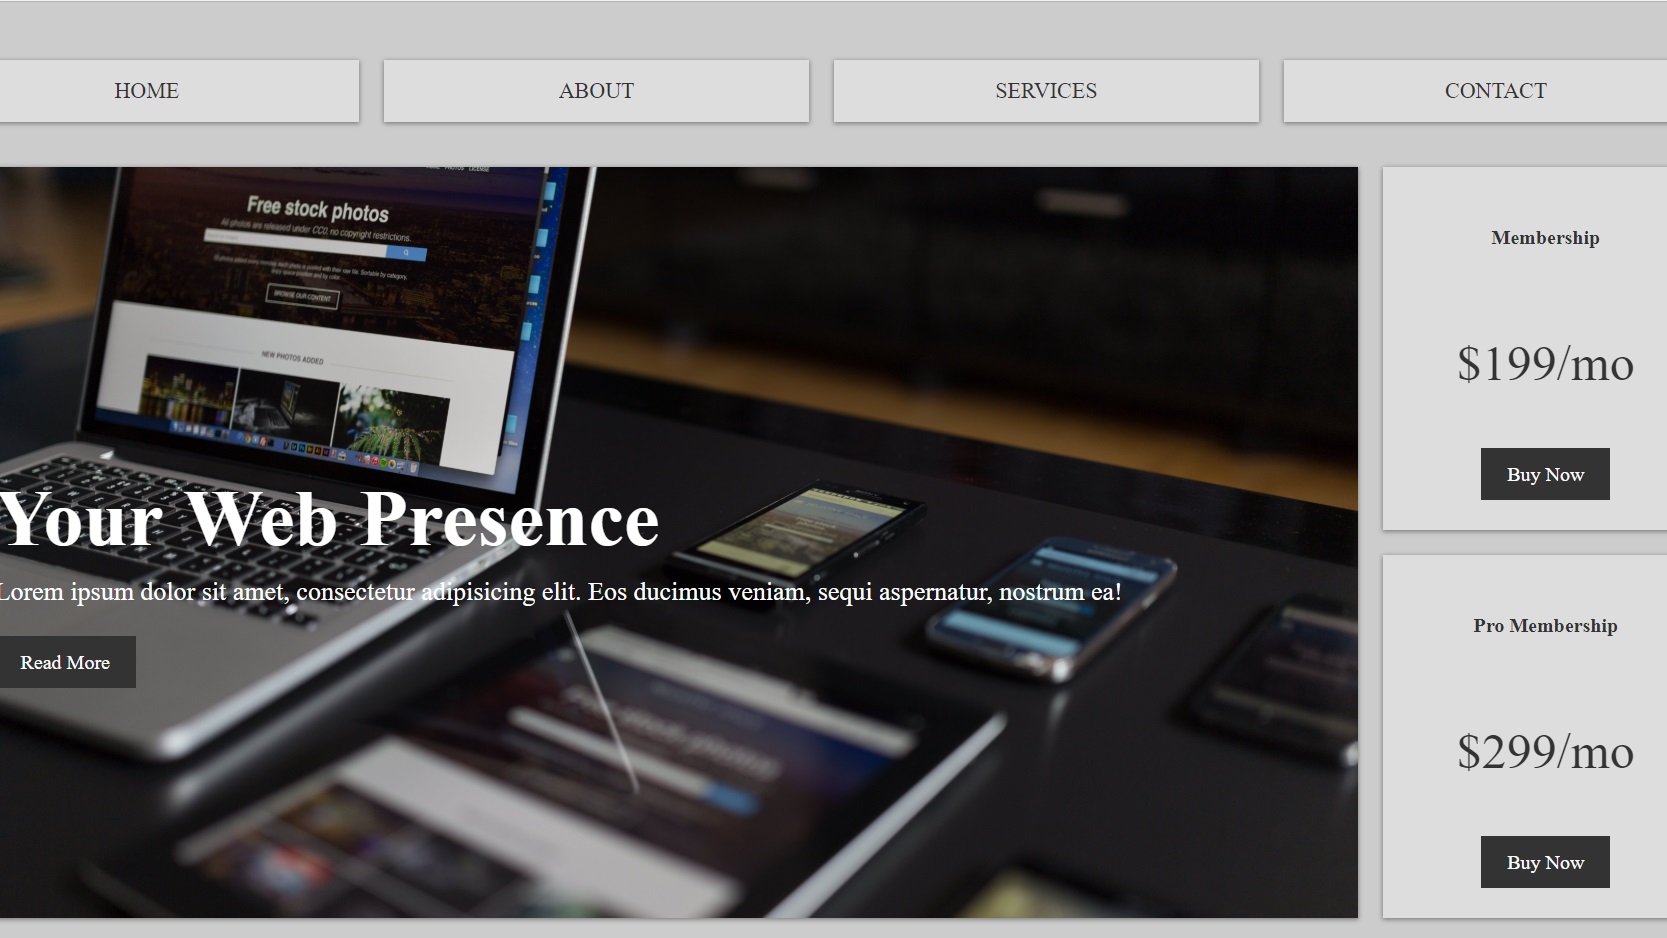 HOME
ABOUT
SERVICES
CONTACT
Free stock photos
All photos are released under CC0, no copyright restrictions.
BROWSE OUR CONTENT
NEW PHOTOS ADDED
Your Web Presence
Lorem ipsum dolor sit amet, consectetur adipisicing elit. Eos ducimus veniam, sequi aspernatur, nostrum ea!
Read More
Membership
$199/mo
Buy Now
Pro Membership
$299/mo
Buy Now